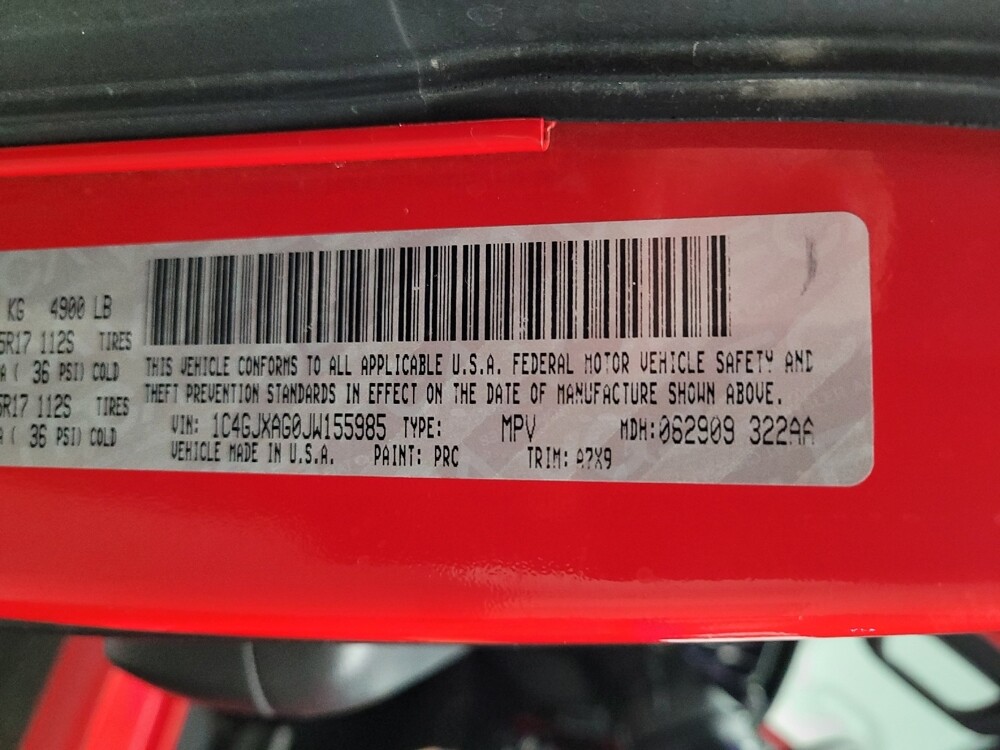 KG 4900 LB
5R17 112S TIRES
A ( 36 PSI) COLD
5R17 112S TIRES
A ( 36 PSI) COLD
THIS VEHICLE CONFORMS TO ALL APPLICABLE U.S.A. FEDERAL MOTOR VEHICLE SAFETY AND
THEFT PREVENTION STANDARDS IN EFFECT ON THE DATE OF MANUFACTURE SHOWN ABOVE.
VIN: 1C4GJXAG0JW155985 TYPE: MPV MDH:062909 322AA
VEHICLE MADE IN U.S.A. PAINT: PRC TRIM: A7X9